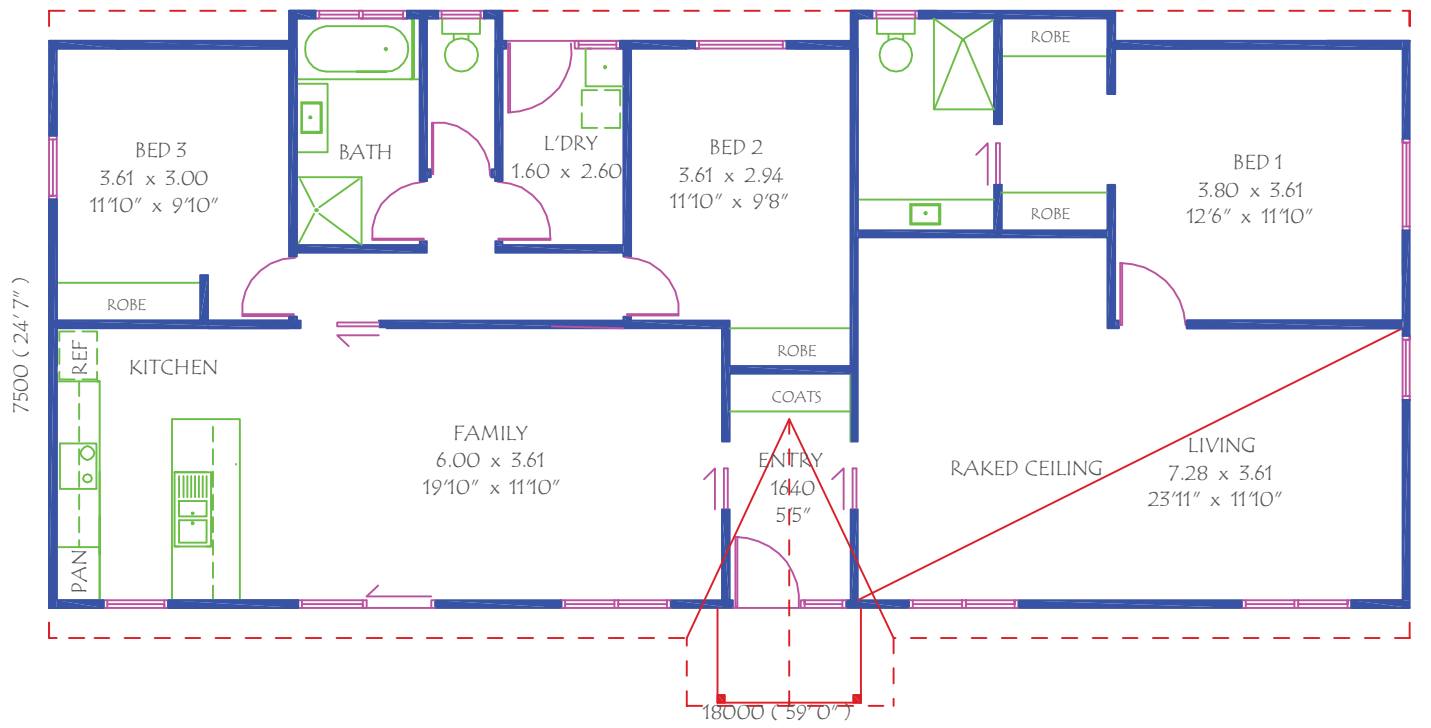 ROBE
BED 3
3.61 x 3.00
11'10" x 9'10"
BATH
L'DRY
1.60 x 2.60
BED 2
3.61 x 2.94
11'10" x 9'8"
BED 1
3.80 x 3.61
12'6" x 11'10"
ROBE
ROBE
7500 ( 24' 7" )
REF
KITCHEN
ROBE
COATS
FAMILY
6.00 x 3.61
19'10" x 11'10"
ENTRY
1640
5'5"
RAKED CEILING
LIVING
7.28 x 3.61
23'11" x 11'10"
PAN
18000 ( 59'0" )